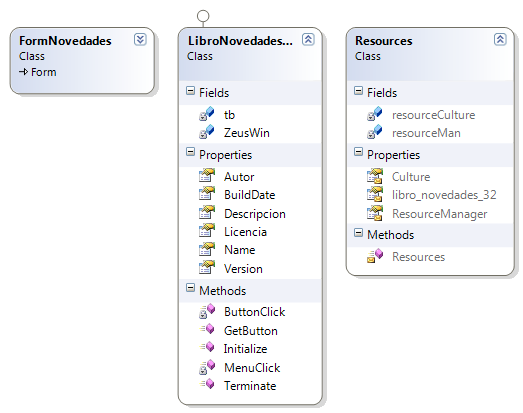 FormNovedades
Class
Form
LibroNovedades...
Class
Fields
tb
ZeusWin
Properties
Autor
BuildDate
Descripcion
Licencia
Name
Version
Methods
ButtonClick
GetButton
Initialize
MenuClick
Terminate
Resources
Class
Fields
resourceCulture
resourceMan
Properties
Culture
libro_novedades_32
ResourceManager
Methods
Resources